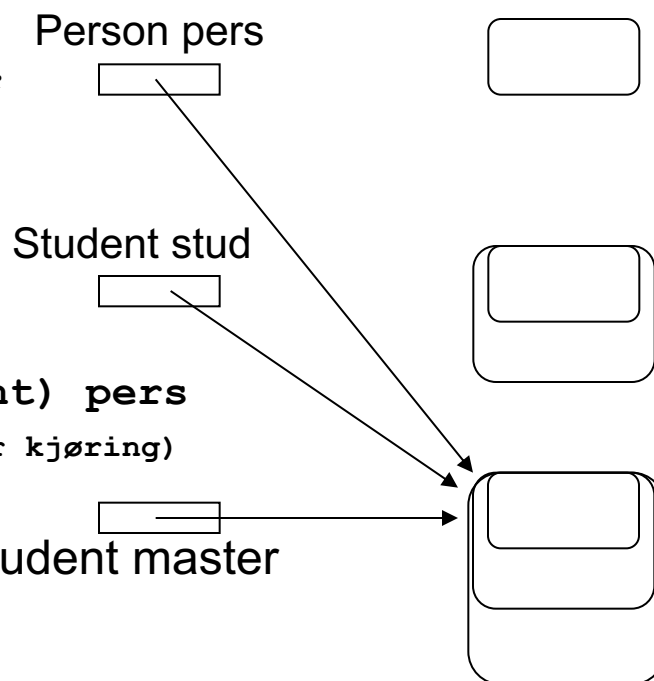 Person pers
Student stud
nt) pers
r kjøring)
udent master